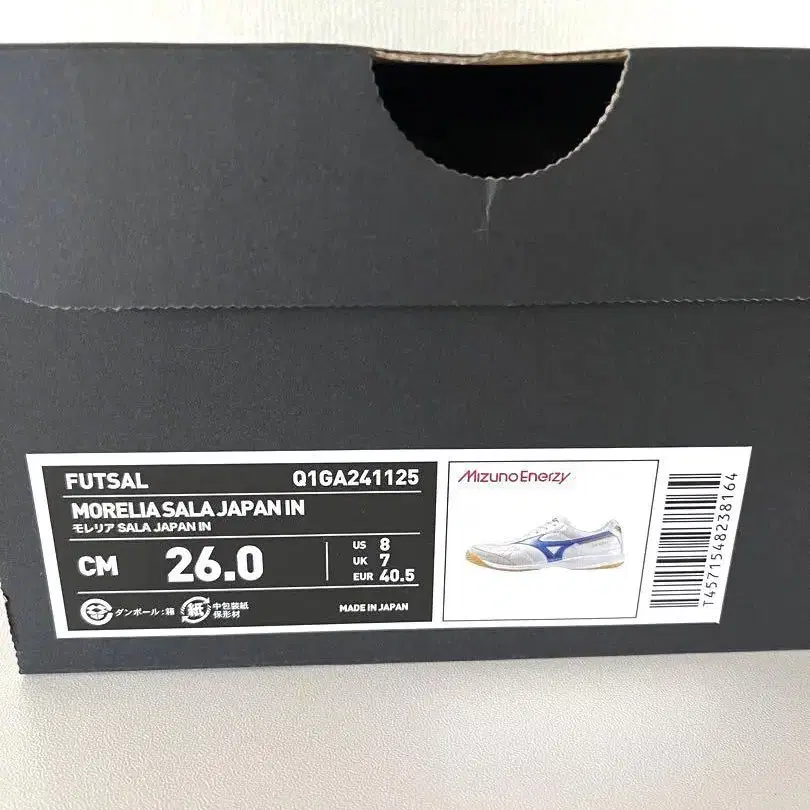 FUTSAL Q1GA241125
MORELIA SALA JAPAN IN
モレリア SALA JAPAN IN
CM 26.0
US 8
UK 7
EUR 40.5
ダンボール:箱
紙
中包装紙
保形材
MADE IN JAPAN
Mizuno Enerzy
T4571548238164